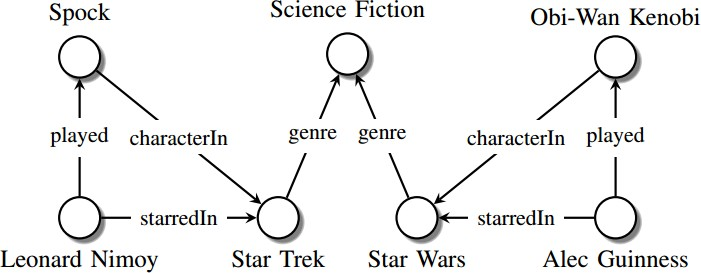 Spock
Science Fiction
Obi-Wan Kenobi
played
characterIn
genre
genre
characterIn
played
starredIn
starredIn
Leonard Nimoy
Star Trek
Star Wars
Alec Guinness